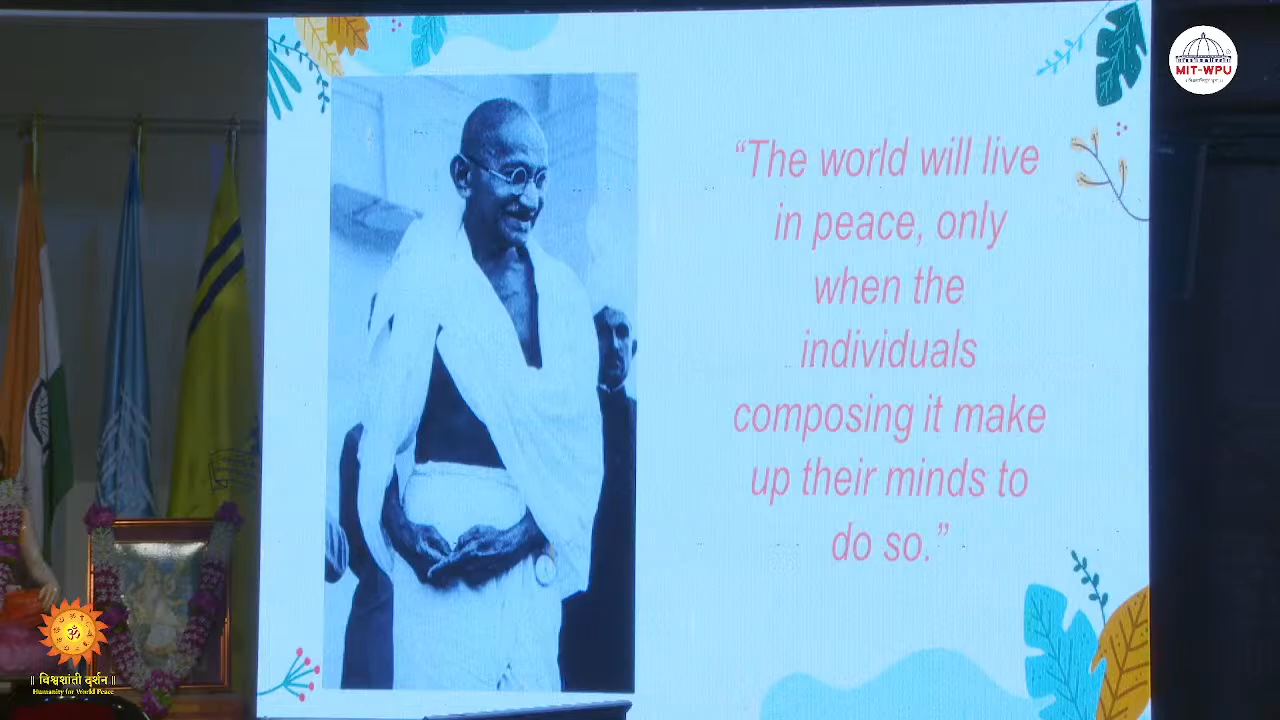 “The world will live
in peace, only
when the
individuals
composing it make
up their minds to
do so.”
MIT-WPU
॥ विश्वशांती दर्शन ॥
Humanity for World Peace